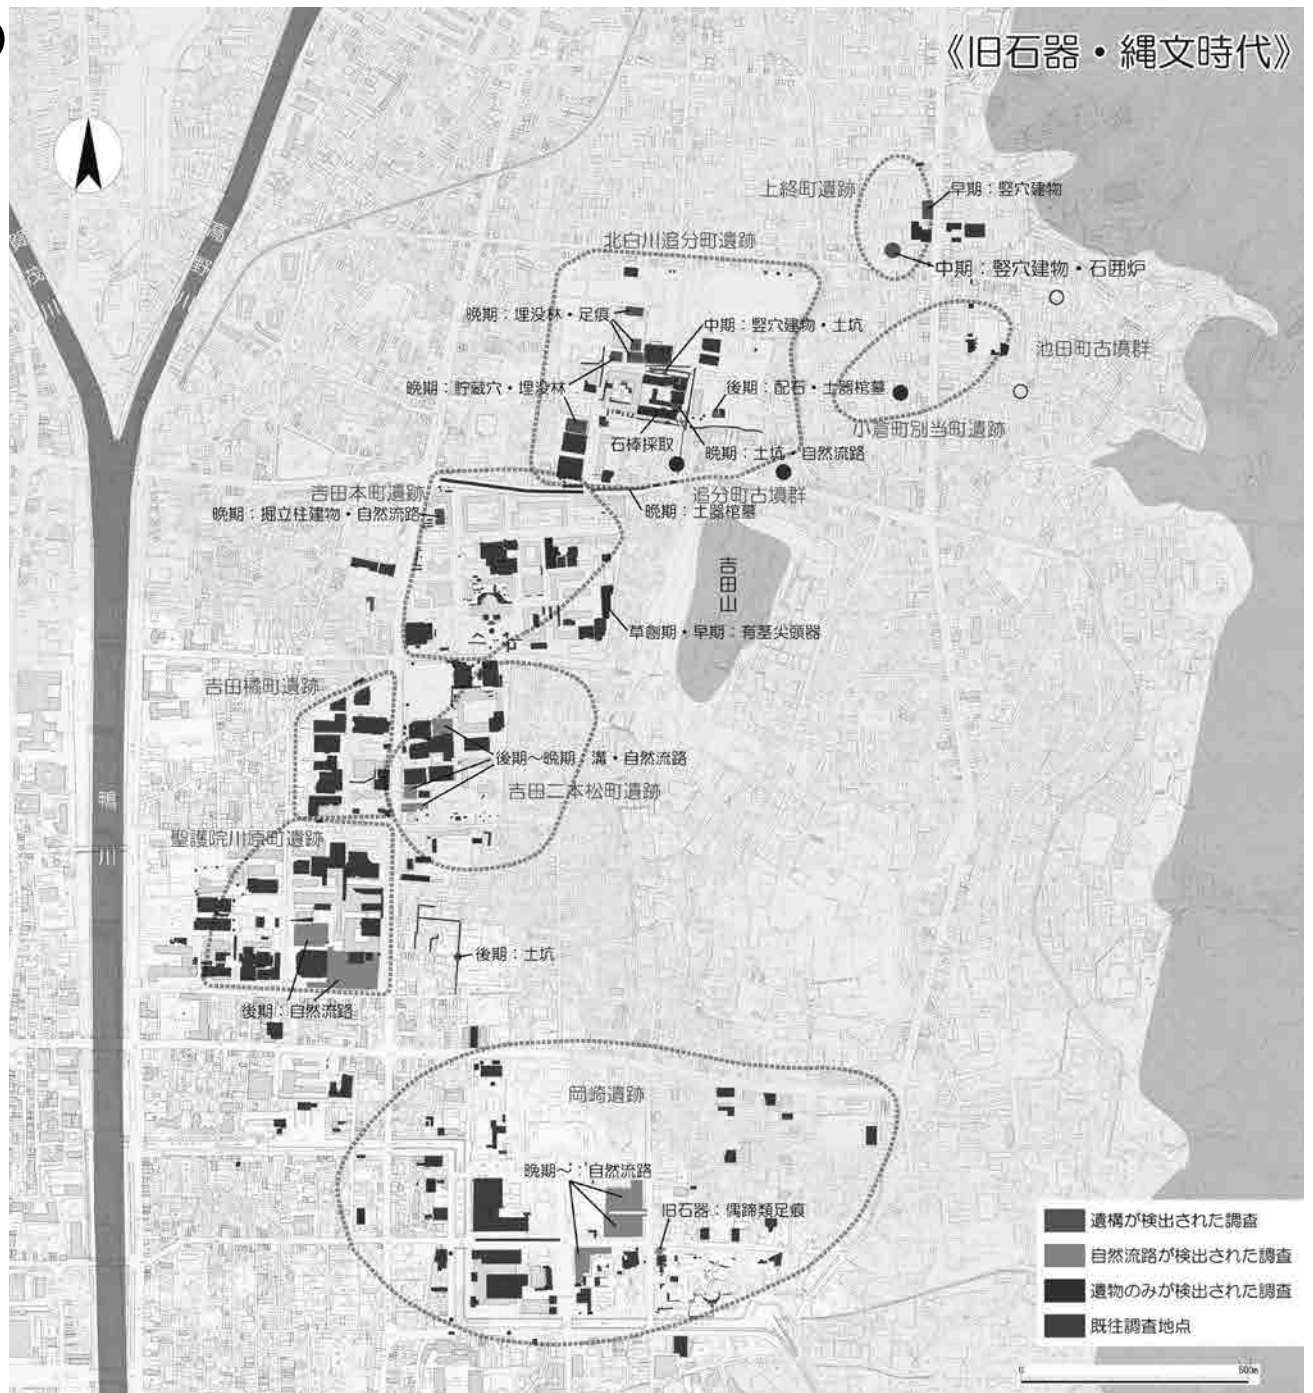 《旧石器・縄文時代》
上終町遺跡
早期：竪穴建物
中期：竪穴建物・石囲炉
北白川追分町遺跡
晩期：埋没林・足痕
中期：竪穴建物・土坑
池田町古墳群
晩期：貯蔵穴・埋没林
後期：配石・土器棺墓
小倉町別当町遺跡
石棒採取
晩期：土坑・自然流路
吉田本町遺跡
追分町古墳群
晩期：掘立柱建物・自然流路
晩期：土器棺墓
吉田山
草創期・早期：有茎尖頭器
吉田橘町遺跡
後期～晩期　溝・自然流路
吉田二本松町遺跡
聖護院川原町遺跡
後期：土坑
後期：自然流路
岡崎遺跡
晩期～：自然流路
旧石器：偶蹄類足痕
賀茂川
高野川
鴨川
遺構が検出された調査
自然流路が検出された調査
遺物のみが検出された調査
既往調査地点
0 500m